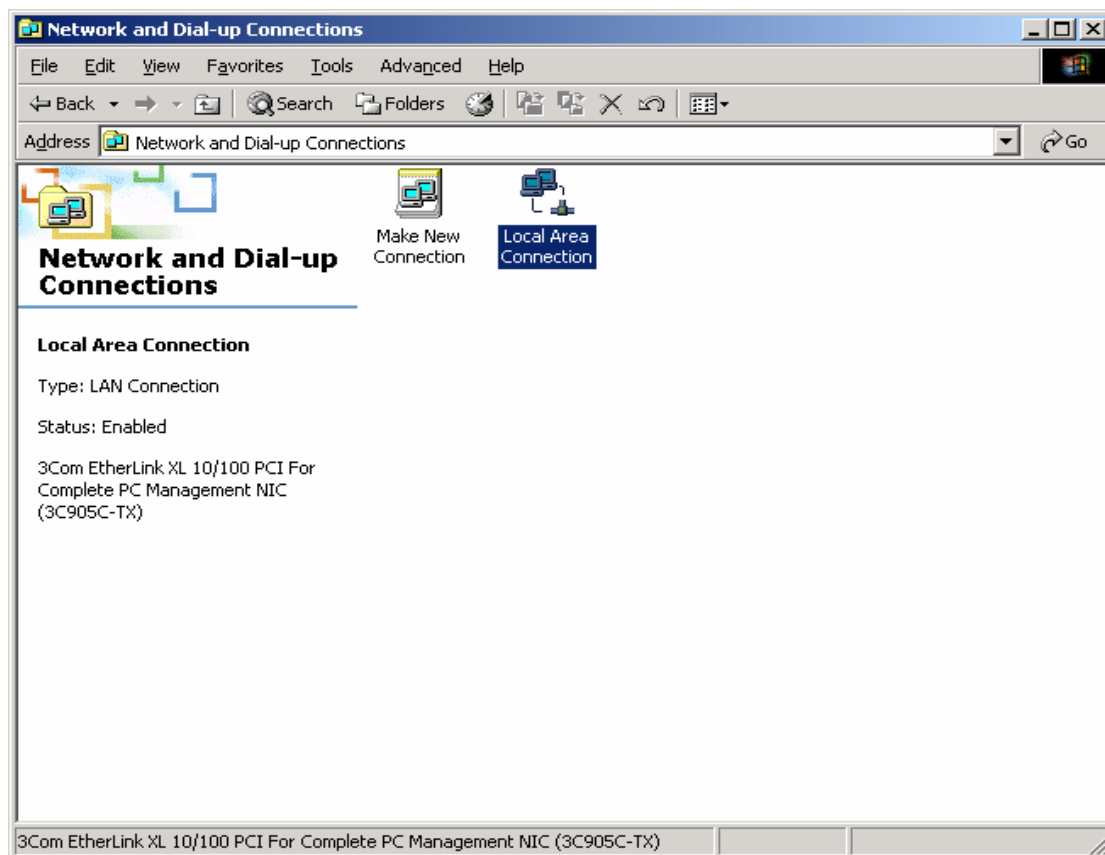 Network and Dial-up Connections
File Edit View Favorites Tools Advanced Help
Back Search Folders
Address Network and Dial-up Connections Go
Make New
Connection
Local Area
Connection
Network and Dial-up
Connections
Local Area Connection
Type: LAN Connection
Status: Enabled
3Com EtherLink XL 10/100 PCI For
Complete PC Management NIC
(3C905C-TX)
3Com EtherLink XL 10/100 PCI For Complete PC Management NIC (3C905C-TX)